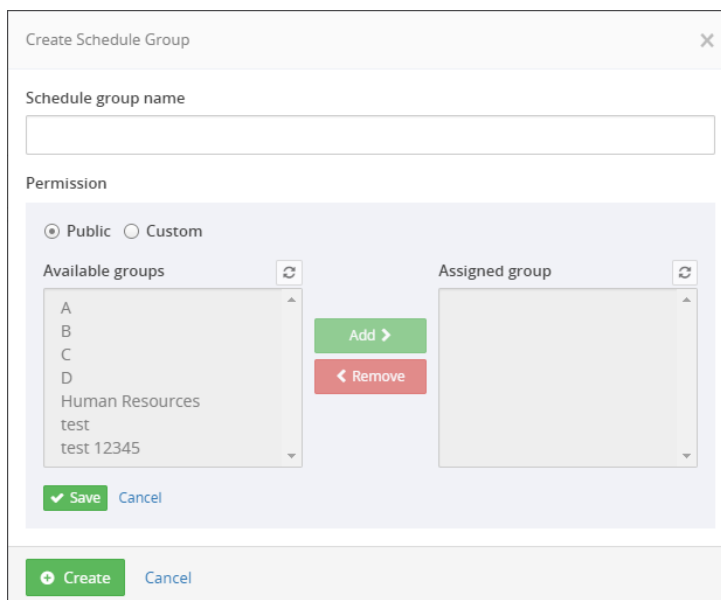 Create Schedule Group
Schedule group name
Permission
Public Custom
Available groups
Assigned group
A
B
C
D
Human Resources
test
test 12345
Add
Remove
Save Cancel
Create Cancel